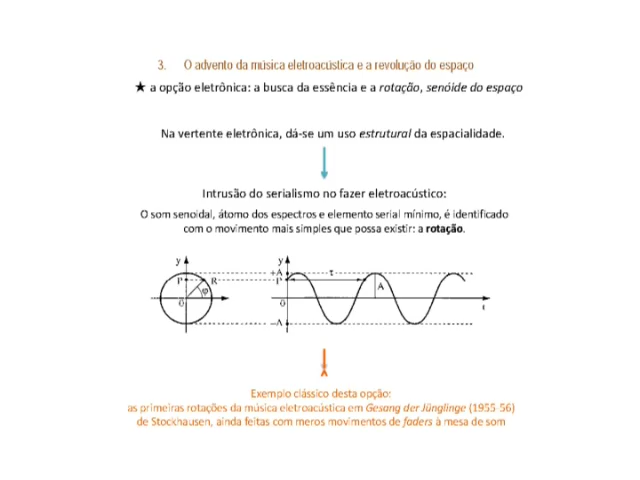 3. O advento da música eletroacústica e a revolução do espaço
★ a opção eletrônica: a busca da essência e a rotação, senóide do espaço
Na vertente eletrônica, dá-se um uso estrutural da espacialidade.
Intrusão do serialismo no fazer eletroacústico:
O som senoidal, átomo dos espectros e elemento serial mínimo, é identificado
com o movimento mais simples que possa existir: a rotação.
y y
+A τ
P R P
φ A
0 0
t
–A
Exemplo clássico desta opção:
as primeiras rotações da música eletroacústica em Gesang der Jünglinge (1955-56)
de Stockhausen, ainda feitas com meros movimentos de faders à mesa de som